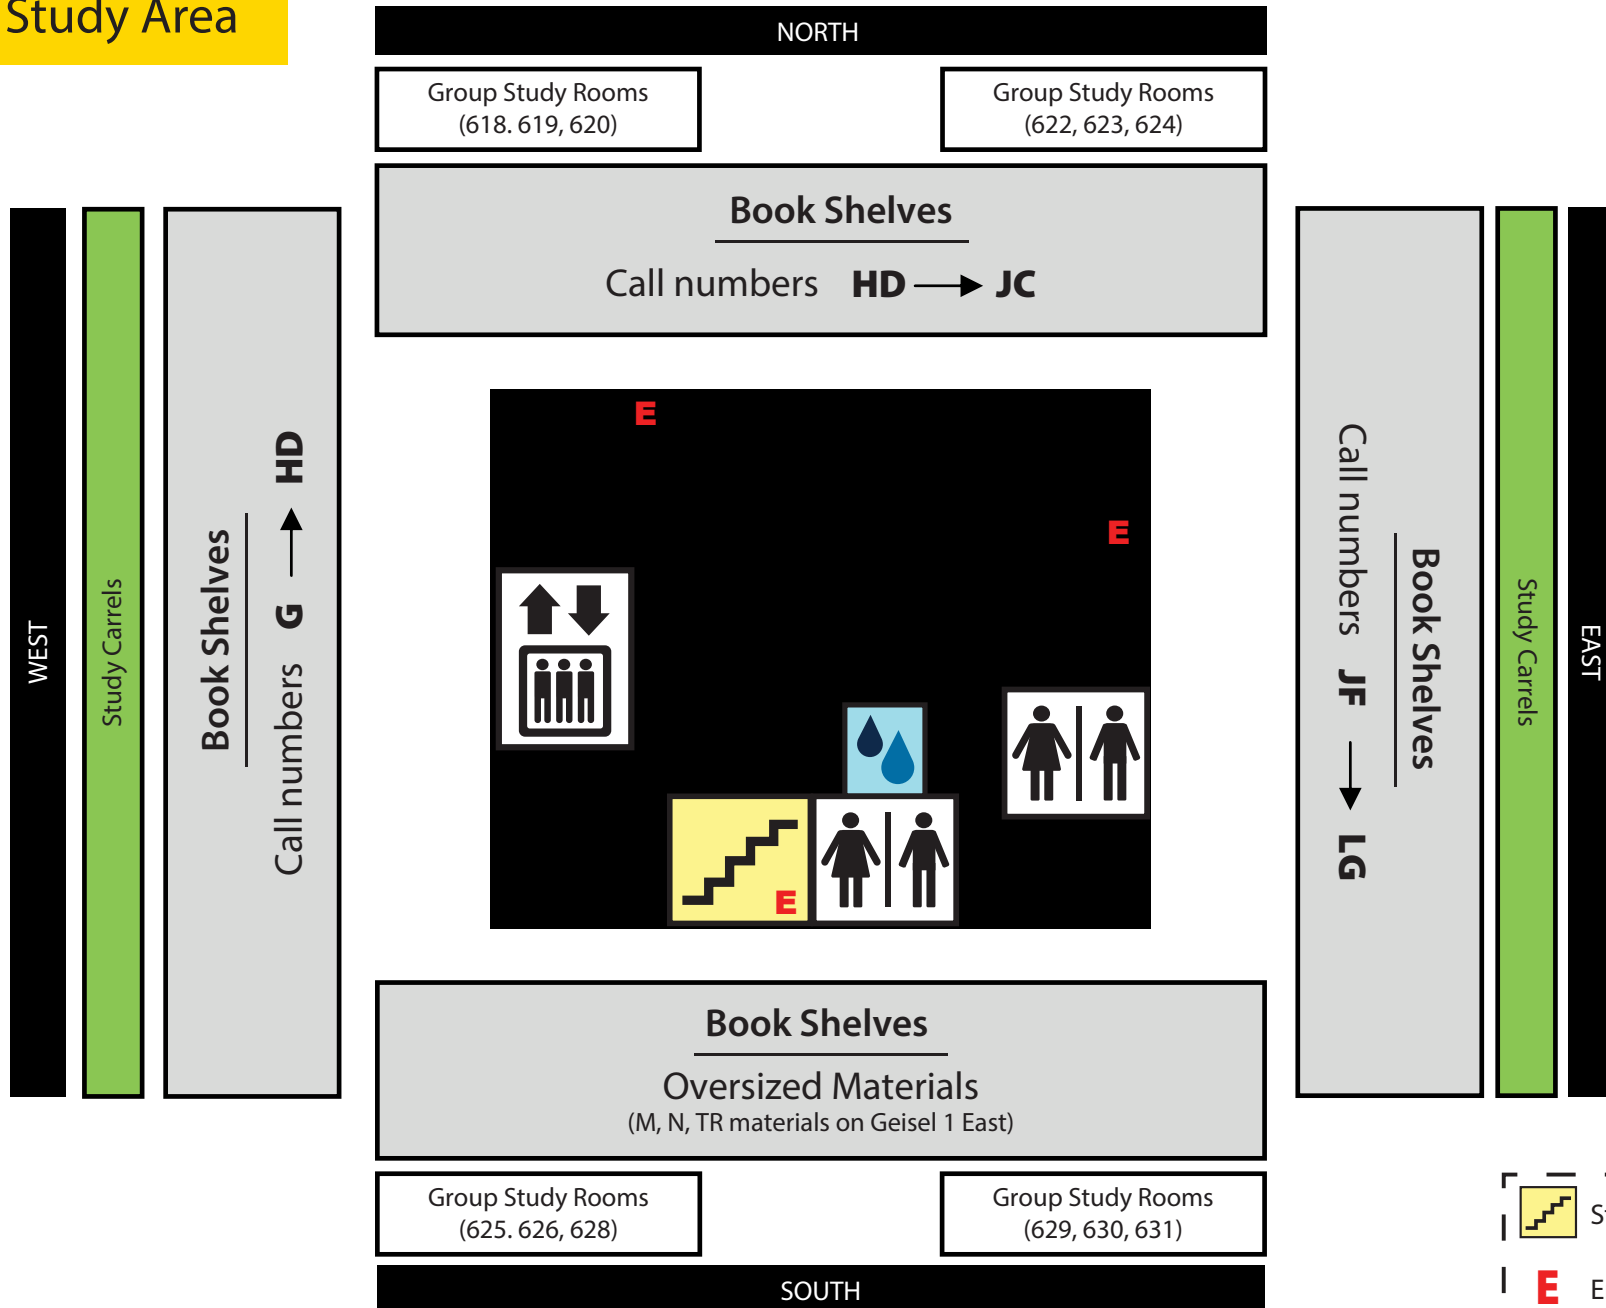 Study Area
NORTH
Group Study Rooms
(618. 619, 620)
Group Study Rooms
(622, 623, 624)
Book Shelves
Call numbers HD → JC
WEST
Study Carrels
Book Shelves
Call numbers G → HD
E
E
E
Call numbers JF → LG
Book Shelves
Study Carrels
EAST
Book Shelves
Oversized Materials
(M, N, TR materials on Geisel 1 East)
Group Study Rooms
(625. 626, 628)
Group Study Rooms
(629, 630, 631)
SOUTH
E